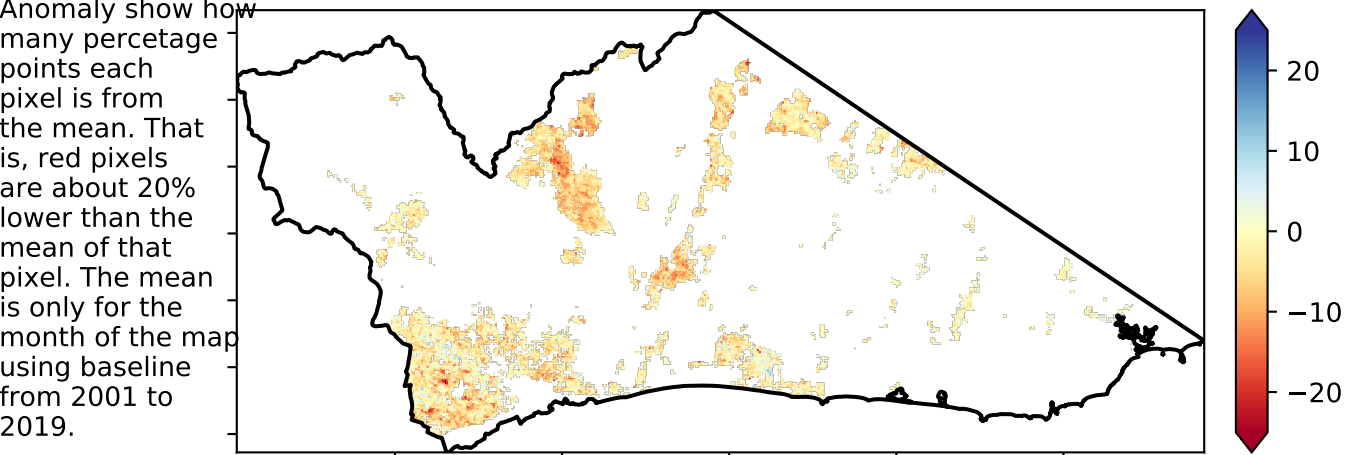 Anomaly show how
many percetage
points each
pixel is from
the mean. That
is, red pixels
are about 20%
lower than the
mean of that
pixel. The mean
is only for the
month of the map
using baseline
from 2001 to
2019.
20
10
0
−10
−20